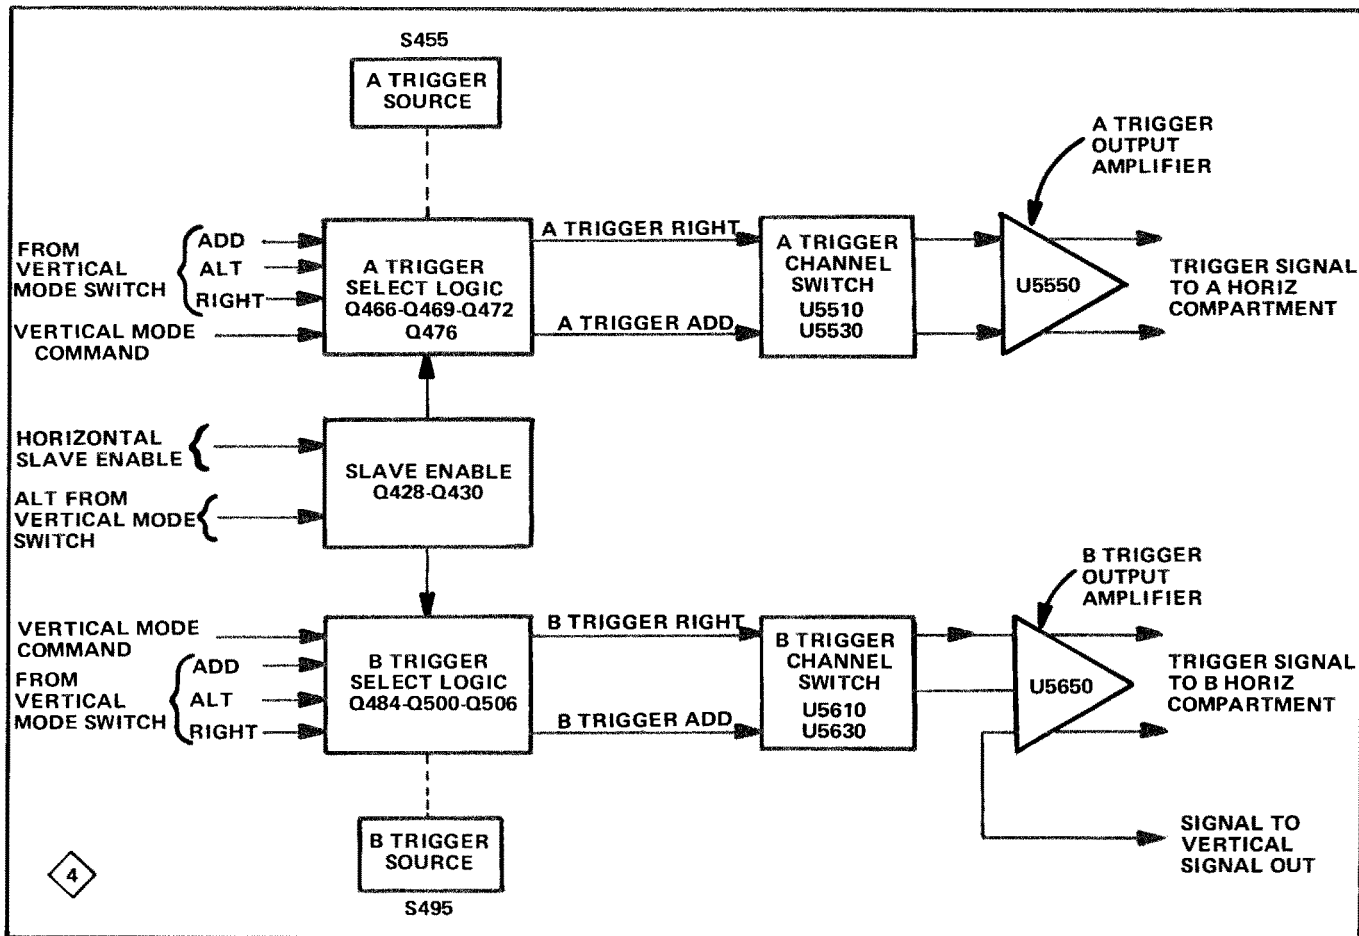 S455
A TRIGGER
SOURCE
A TRIGGER
OUTPUT
AMPLIFIER
FROM
VERTICAL
MODE SWITCH
ADD
ALT
RIGHT
VERTICAL MODE
COMMAND
A TRIGGER
SELECT LOGIC
Q466-Q469-Q472
Q476
A TRIGGER RIGHT
A TRIGGER ADD
A TRIGGER
CHANNEL
SWITCH
U5510
U5530
U5550
TRIGGER SIGNAL
TO A HORIZ
COMPARTMENT
HORIZONTAL
SLAVE ENABLE
ALT FROM
VERTICAL MODE
SWITCH
SLAVE ENABLE
Q428-Q430
B TRIGGER
OUTPUT
AMPLIFIER
VERTICAL MODE
COMMAND
FROM
VERTICAL
MODE SWITCH
ADD
ALT
RIGHT
B TRIGGER
SELECT LOGIC
Q484-Q500-Q506
B TRIGGER RIGHT
B TRIGGER ADD
B TRIGGER
CHANNEL
SWITCH
U5610
U5630
U5650
TRIGGER SIGNAL
TO B HORIZ
COMPARTMENT
B TRIGGER
SOURCE
S495
SIGNAL TO
VERTICAL
SIGNAL OUT
4